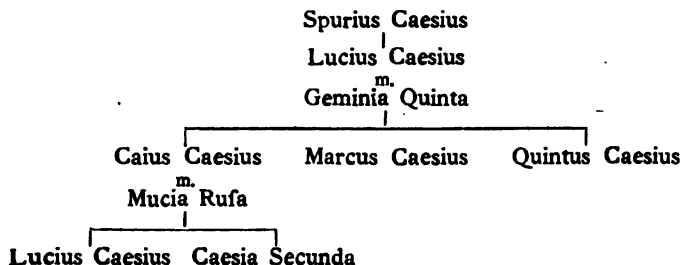 Spurius Caesius
Lucius Caesius
m.
Geminia Quinta
Caius Caesius Marcus Caesius Quintus Caesius
m.
Mucia Rufa
Lucius Caesius Caesia Secunda